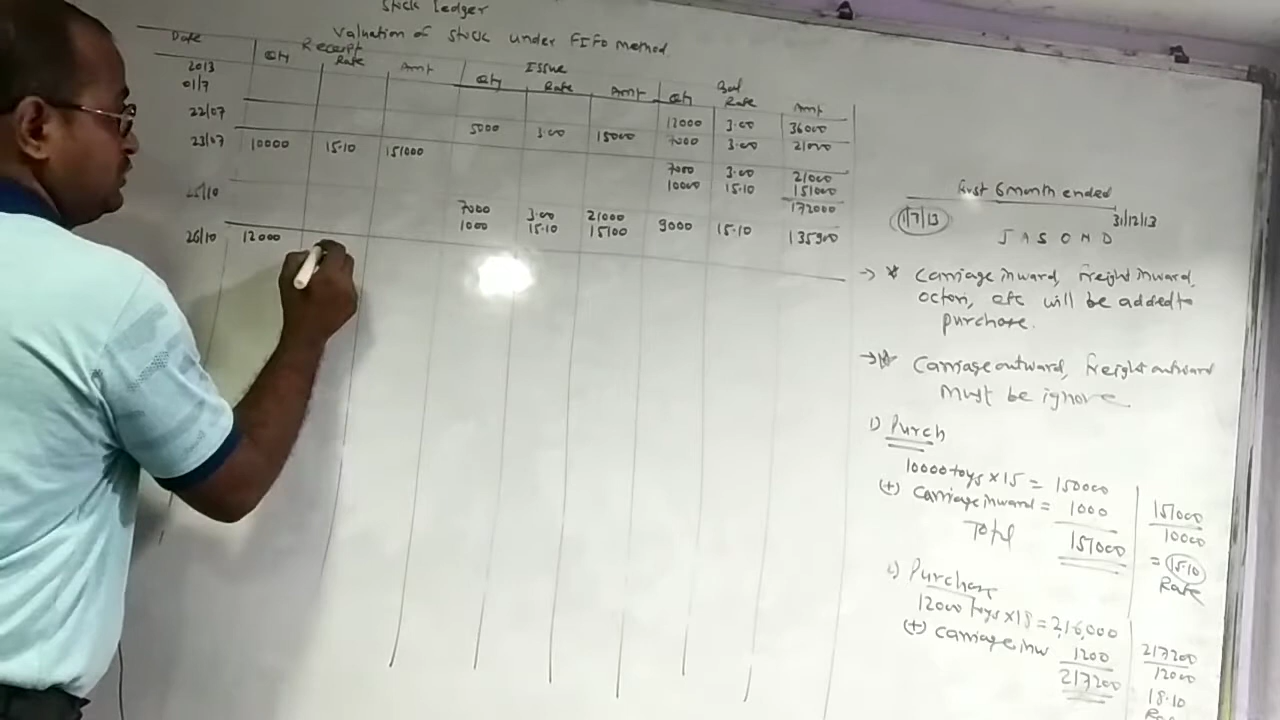 Stock Ledger
Valuation of stock under FIFO method
Date Receipt Issue Bal
Qty Rate Amt Qty Rate Amt Qty Rate Amt
2013
01/7 12000 3.00 36000
22/07 5000 3.00 15000 7000 3.00 21000
23/07 10000 15.10 151000 7000 3.00 21000
10000 15.10 151000
172000
25/10 7000 3.00 21000
1000 15.10 15100 9000 15.10 135900
26/10 12000
First 6 month ended
1/7/13 31/12/13
J A S O N D
→ * Carriage inward, Freight inward,
octori, etc will be added to
purchase.
→ * Carriage outward, Freight outward
Must be ignore
1) Purch
10000 toys × 15 = 150000
(+) Carriage inward = 1000
Total 151000
151000
10000
= 15.10
Rate
Purchase
12000 toys × 18 = 2,16,000
(+) Carriage inw 1200
217200
217200
12000
18.10